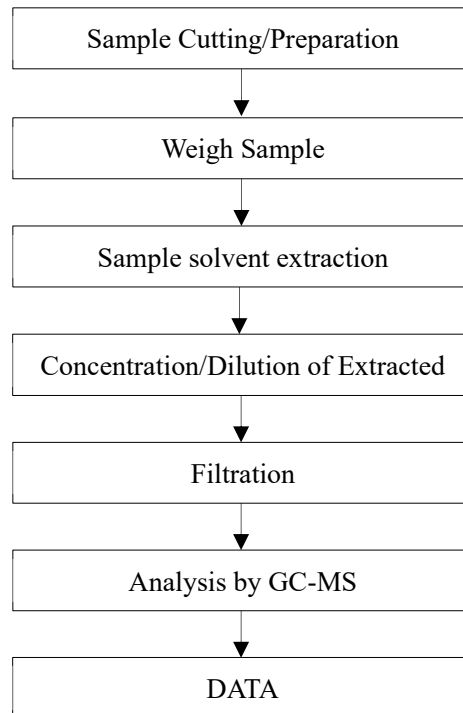 Sample Cutting/Preparation
Weigh Sample
Sample solvent extraction
Concentration/Dilution of Extracted
Filtration
Analysis by GC-MS
DATA